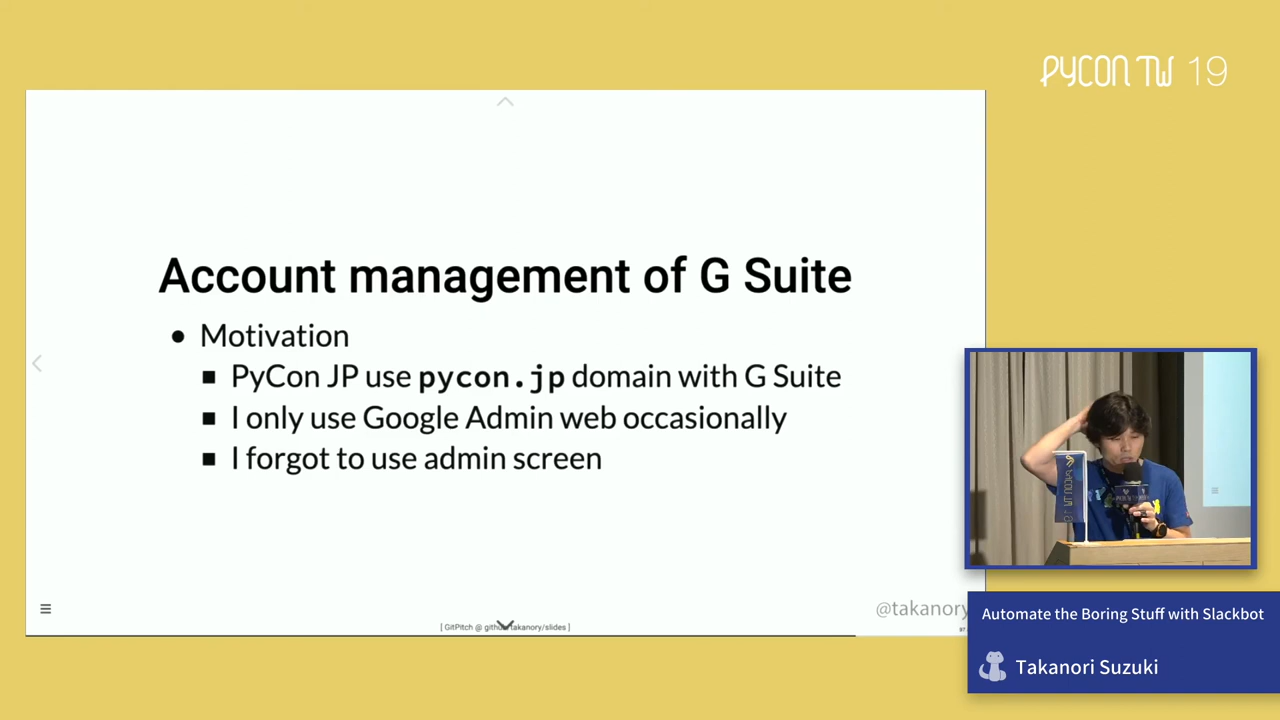 PYCON TW 19
Account management of G Suite
• Motivation
▪ PyCon JP use pycon.jp domain with G Suite
▪ I only use Google Admin web occasionally
▪ I forgot to use admin screen
@takanory
[ GitPitch @ github/takanory/slides ]
97
Automate the Boring Stuff with Slackbot
Takanori Suzuki